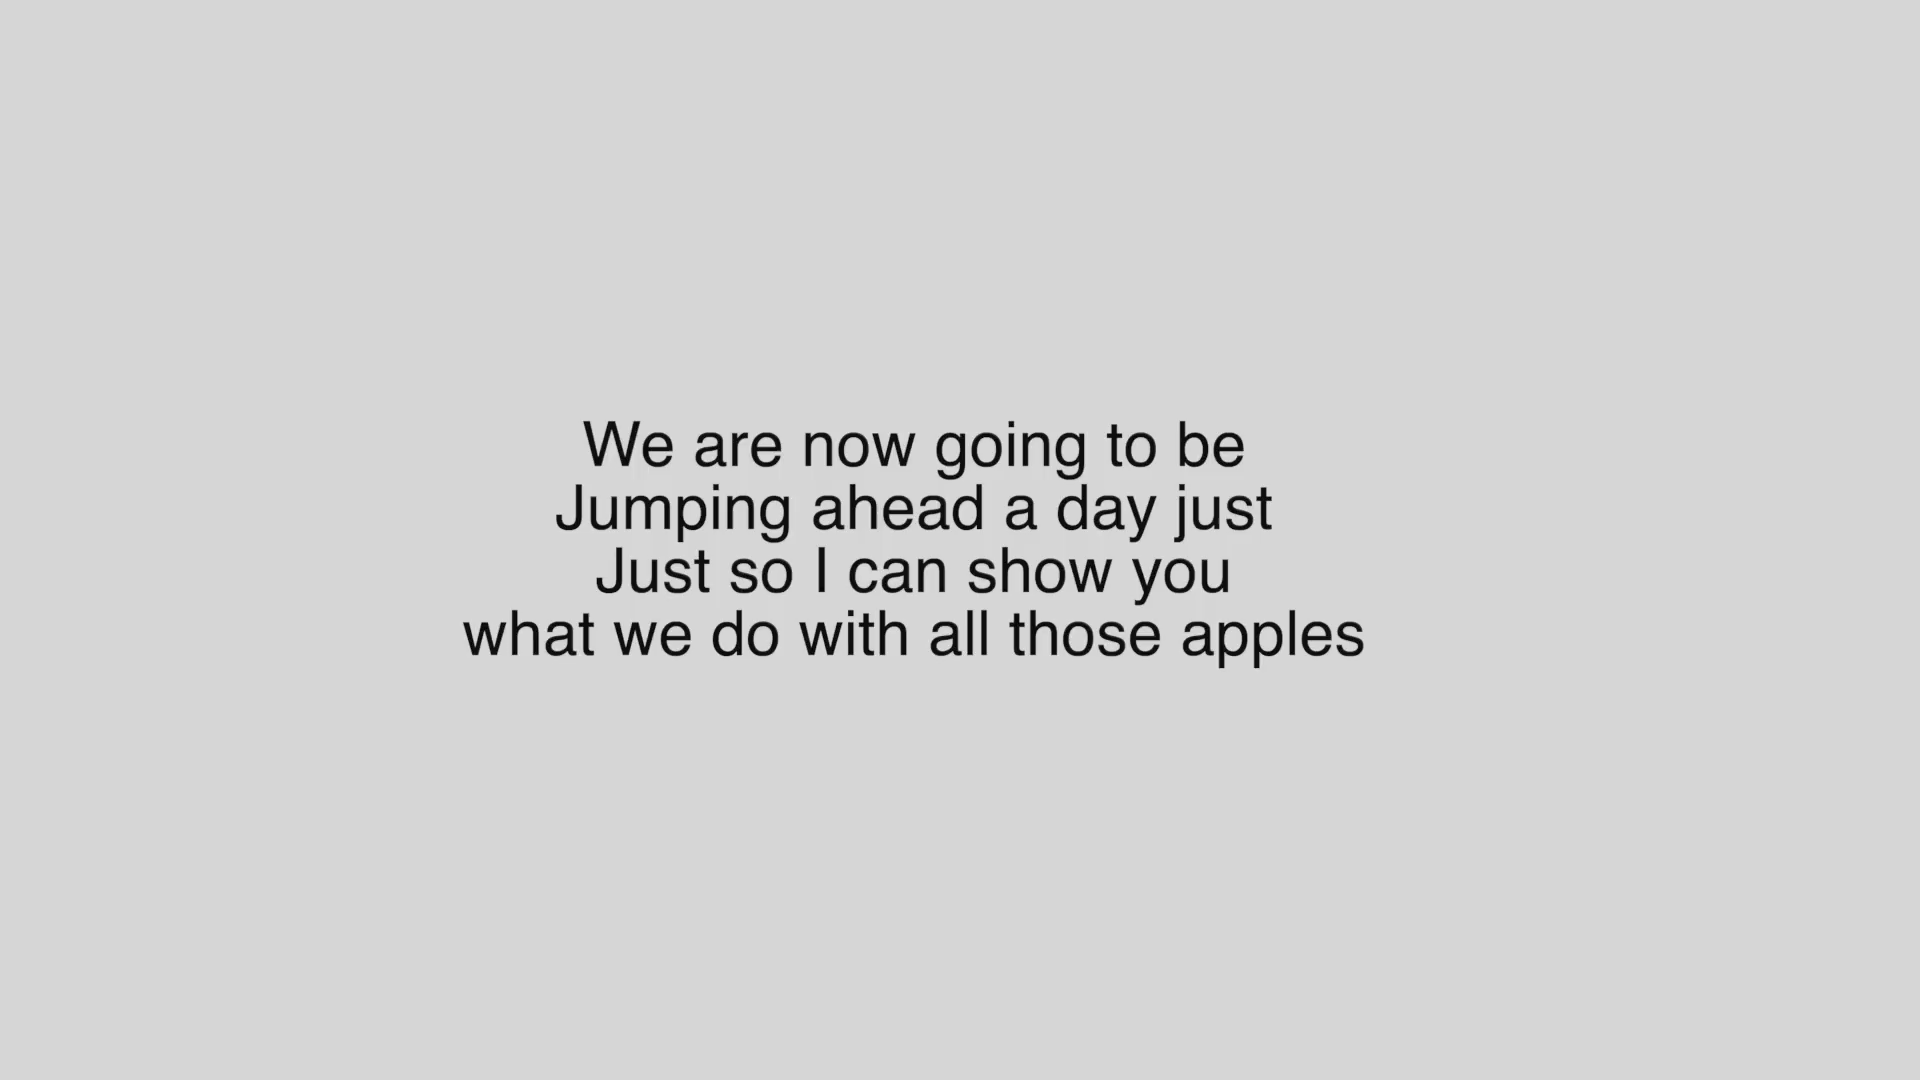 We are now going to be
Jumping ahead a day just
Just so I can show you
what we do with all those apples